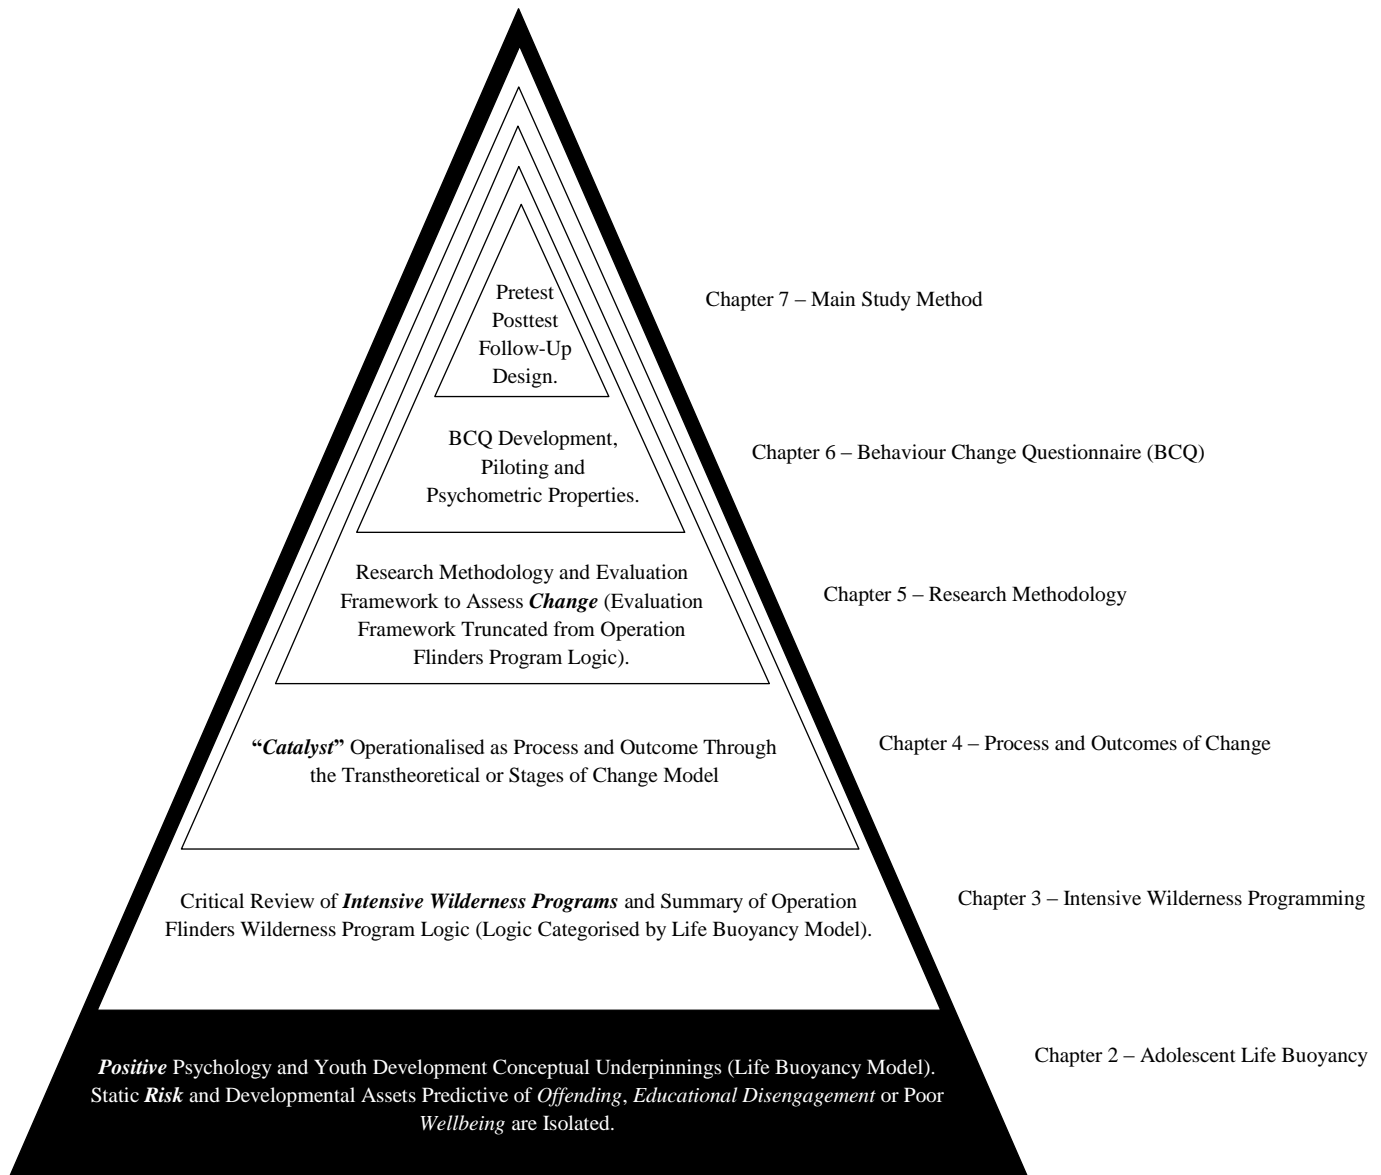 Pretest
Posttest
Follow-Up
Design.
Chapter 7 – Main Study Method
BCQ Development,
Piloting and
Psychometric Properties.
Chapter 6 – Behaviour Change Questionnaire (BCQ)
Research Methodology and Evaluation
Framework to Assess Change (Evaluation
Framework Truncated from Operation
Flinders Program Logic).
Chapter 5 – Research Methodology
“Catalyst” Operationalised as Process and Outcome Through
the Transtheoretical or Stages of Change Model
Chapter 4 – Process and Outcomes of Change
Critical Review of Intensive Wilderness Programs and Summary of Operation
Flinders Wilderness Program Logic (Logic Categorised by Life Buoyancy Model).
Chapter 3 – Intensive Wilderness Programming
Positive Psychology and Youth Development Conceptual Underpinnings (Life Buoyancy Model).
Static Risk and Developmental Assets Predictive of Offending, Educational Disengagement or Poor
Wellbeing are Isolated.
Chapter 2 – Adolescent Life Buoyancy